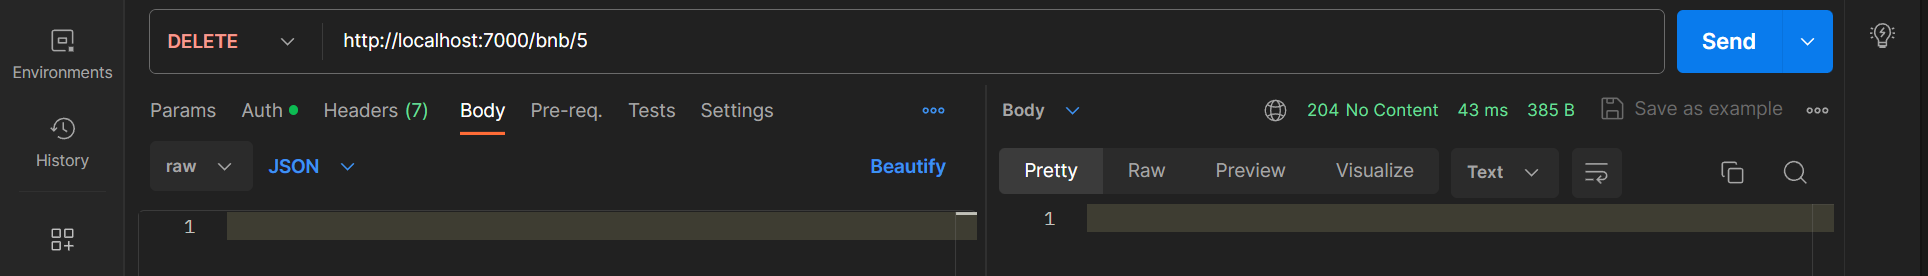 Environments
History
DELETE
http://localhost:7000/bnb/5
Send
Params Auth Headers (7) Body Pre-req. Tests Settings
raw JSON Beautify
1
Body 204 No Content 43 ms 385 B Save as example
Pretty Raw Preview Visualize Text
1